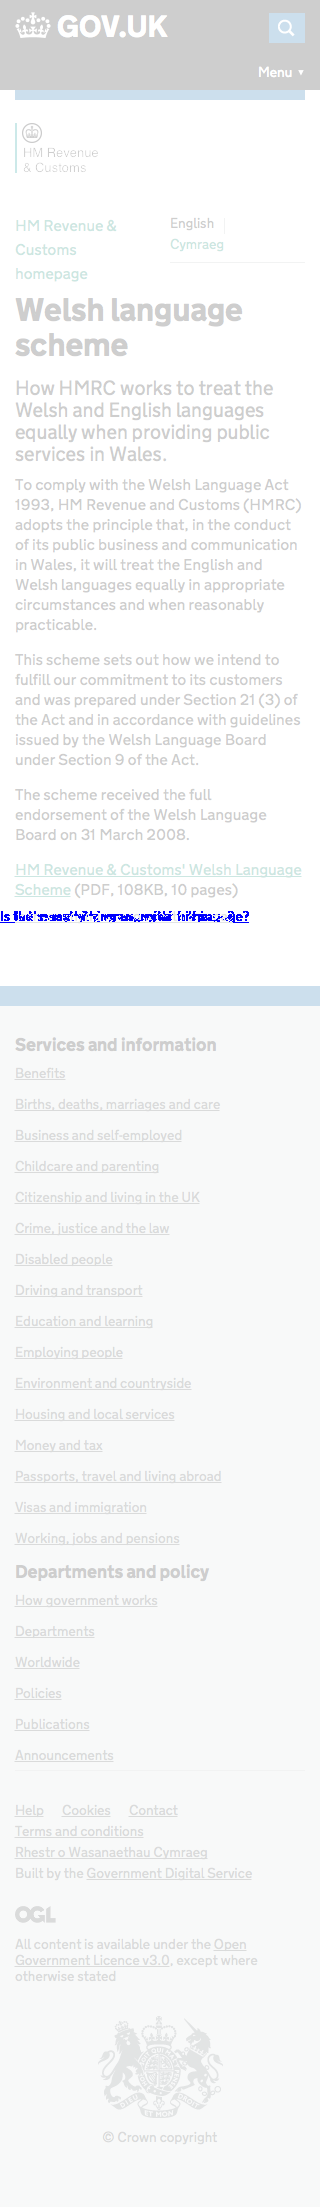 GOV.UK
Menu ▼
HM Revenue
& Customs
HM Revenue &
Customs
homepage
English
Cymraeg
Welsh language
scheme
How HMRC works to treat the
Welsh and English languages
equally when providing public
services in Wales.
To comply with the Welsh Language Act
1993, HM Revenue and Customs (HMRC)
adopts the principle that, in the conduct
of its public business and communication
in Wales, it will treat the English and
Welsh languages equally in appropriate
circumstances and when reasonably
practicable.
This scheme sets out how we intend to
fulfill our commitment to its customers
and was prepared under Section 21 (3) of
the Act and in accordance with guidelines
issued by the Welsh Language Board
under Section 9 of the Act.
The scheme received the full
endorsement of the Welsh Language
Board on 31 March 2008.
HM Revenue & Customs' Welsh Language
Scheme (PDF, 108KB, 10 pages)
Services and information
Benefits
Births, deaths, marriages and care
Business and self-employed
Childcare and parenting
Citizenship and living in the UK
Crime, justice and the law
Disabled people
Driving and transport
Education and learning
Employing people
Environment and countryside
Housing and local services
Money and tax
Passports, travel and living abroad
Visas and immigration
Working, jobs and pensions
Departments and policy
How government works
Departments
Worldwide
Policies
Publications
Announcements
Help Cookies Contact
Terms and conditions
Rhestr o Wasanaethau Cymraeg
Built by the Government Digital Service
OGL
All content is available under the Open
Government Licence v3.0, except where
otherwise stated
© Crown copyright